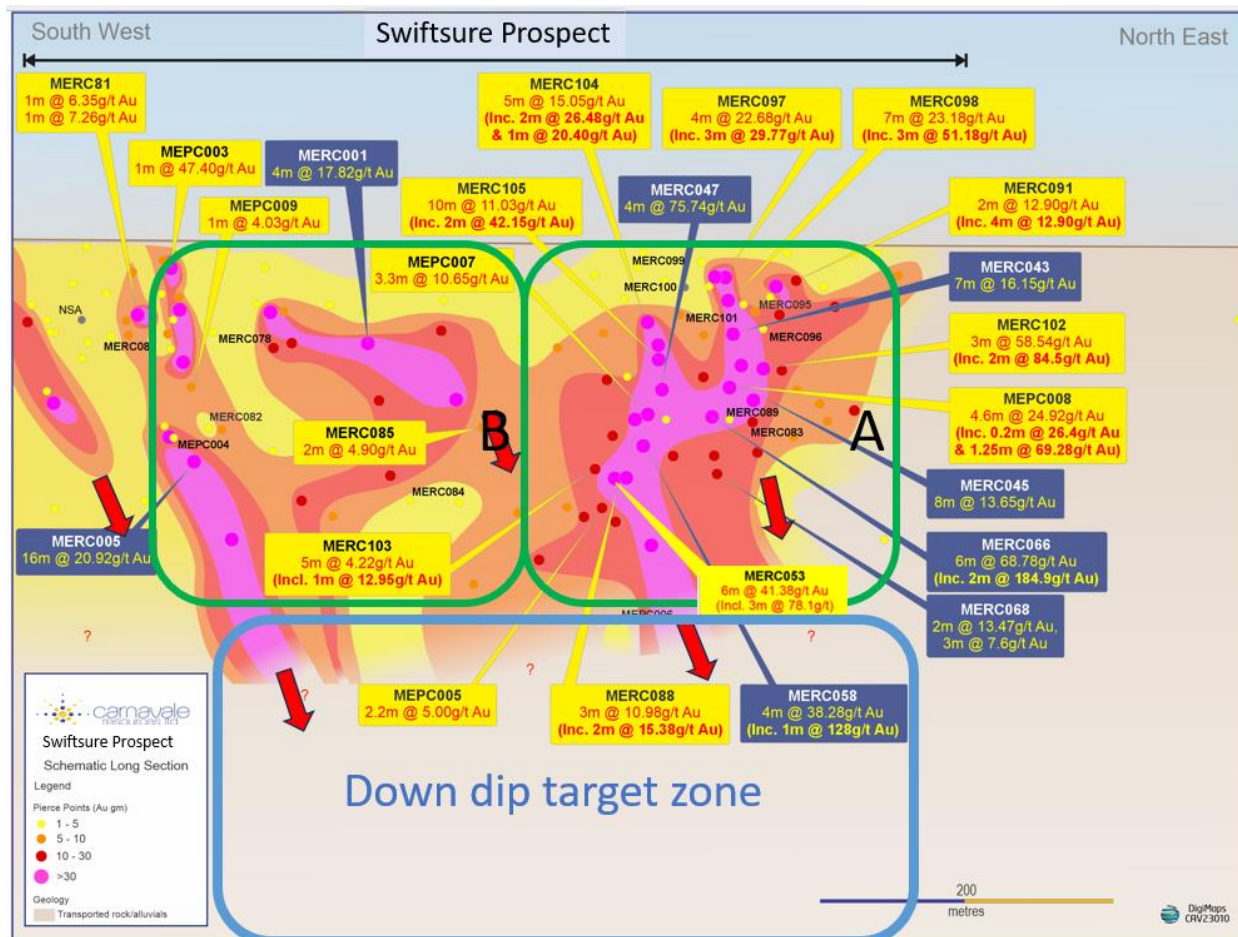 South West
Swiftsure Prospect
North East
MERC81
1m @ 6.35g/t Au
1m @ 7.26g/t Au
MEPC003
1m @ 47.40g/t Au
MEPC009
1m @ 4.03g/t Au
MERC001
4m @ 17.82g/t Au
MERC104
5m @ 15.05g/t Au
(Inc. 2m @ 26.48g/t Au
& 1m @ 20.40g/t Au)
MERC097
4m @ 22.68g/t Au
(Inc. 3m @ 29.77g/t Au)
MERC098
7m @ 23.18g/t Au
(Inc. 3m @ 51.18g/t Au)
MERC105
10m @ 11.03g/t Au
(Inc. 2m @ 42.15g/t Au)
MERC047
4m @ 75.74g/t Au
MERC091
2m @ 12.90g/t Au
(Inc. 4m @ 12.90g/t Au)
MEPC007
3.3m @ 10.65g/t Au
MERC099
MERC100
MERC043
7m @ 16.15g/t Au
NSA
MERC08
MERC078
MERC101
MERC095
MERC096
MERC102
3m @ 58.54g/t Au
(Inc. 2m @ 84.5g/t Au)
MERC082
MEPC004
MERC085
2m @ 4.90g/t Au
B
MERC089
MERC083
A
MEPC008
4.6m @ 24.92g/t Au
(Inc. 0.2m @ 26.4g/t Au
& 1.25m @ 69.28g/t Au)
MERC084
MERC045
8m @ 13.65g/t Au
MERC005
16m @ 20.92g/t Au
MERC103
5m @ 4.22g/t Au
(Incl. 1m @ 12.95g/t Au)
MERC053
6m @ 41.38g/t Au
(Incl. 3m @ 78.1g/t)
MERC066
6m @ 68.78g/t Au
(Inc. 2m @ 184.9g/t Au)
MEPC006
MERC068
2m @ 13.47g/t Au,
3m @ 7.6g/t Au
?
?
?
?
MEPC005
2.2m @ 5.00g/t Au
MERC088
3m @ 10.98g/t Au
(Inc. 2m @ 15.38g/t Au)
MERC058
4m @ 38.28g/t Au
(Inc. 1m @ 128g/t Au)
Down dip target zone
carnavale
resources ltd
Swiftsure Prospect
Schematic Long Section
Legend
Pierce Points (Au gm)
1 - 5
5 - 10
10 - 30
>30
Geology
Transported rock/alluvials
200
metres
DigiMaps
CAV23010